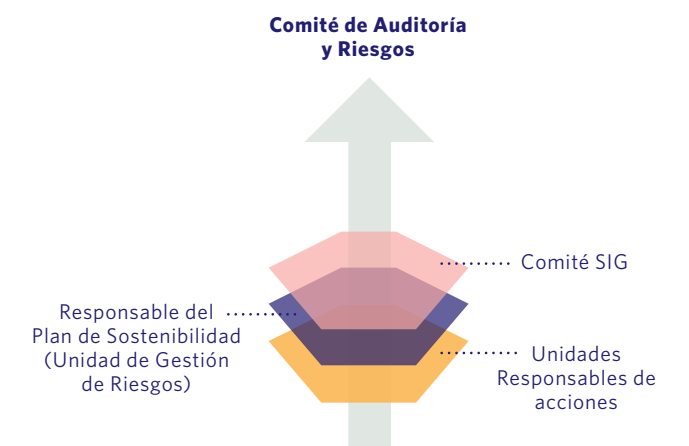 Comité de Auditoría
y Riesgos
Comité SIG
Responsable del
Plan de Sostenibilidad
(Unidad de Gestión
de Riesgos)
Unidades
Responsables de
acciones